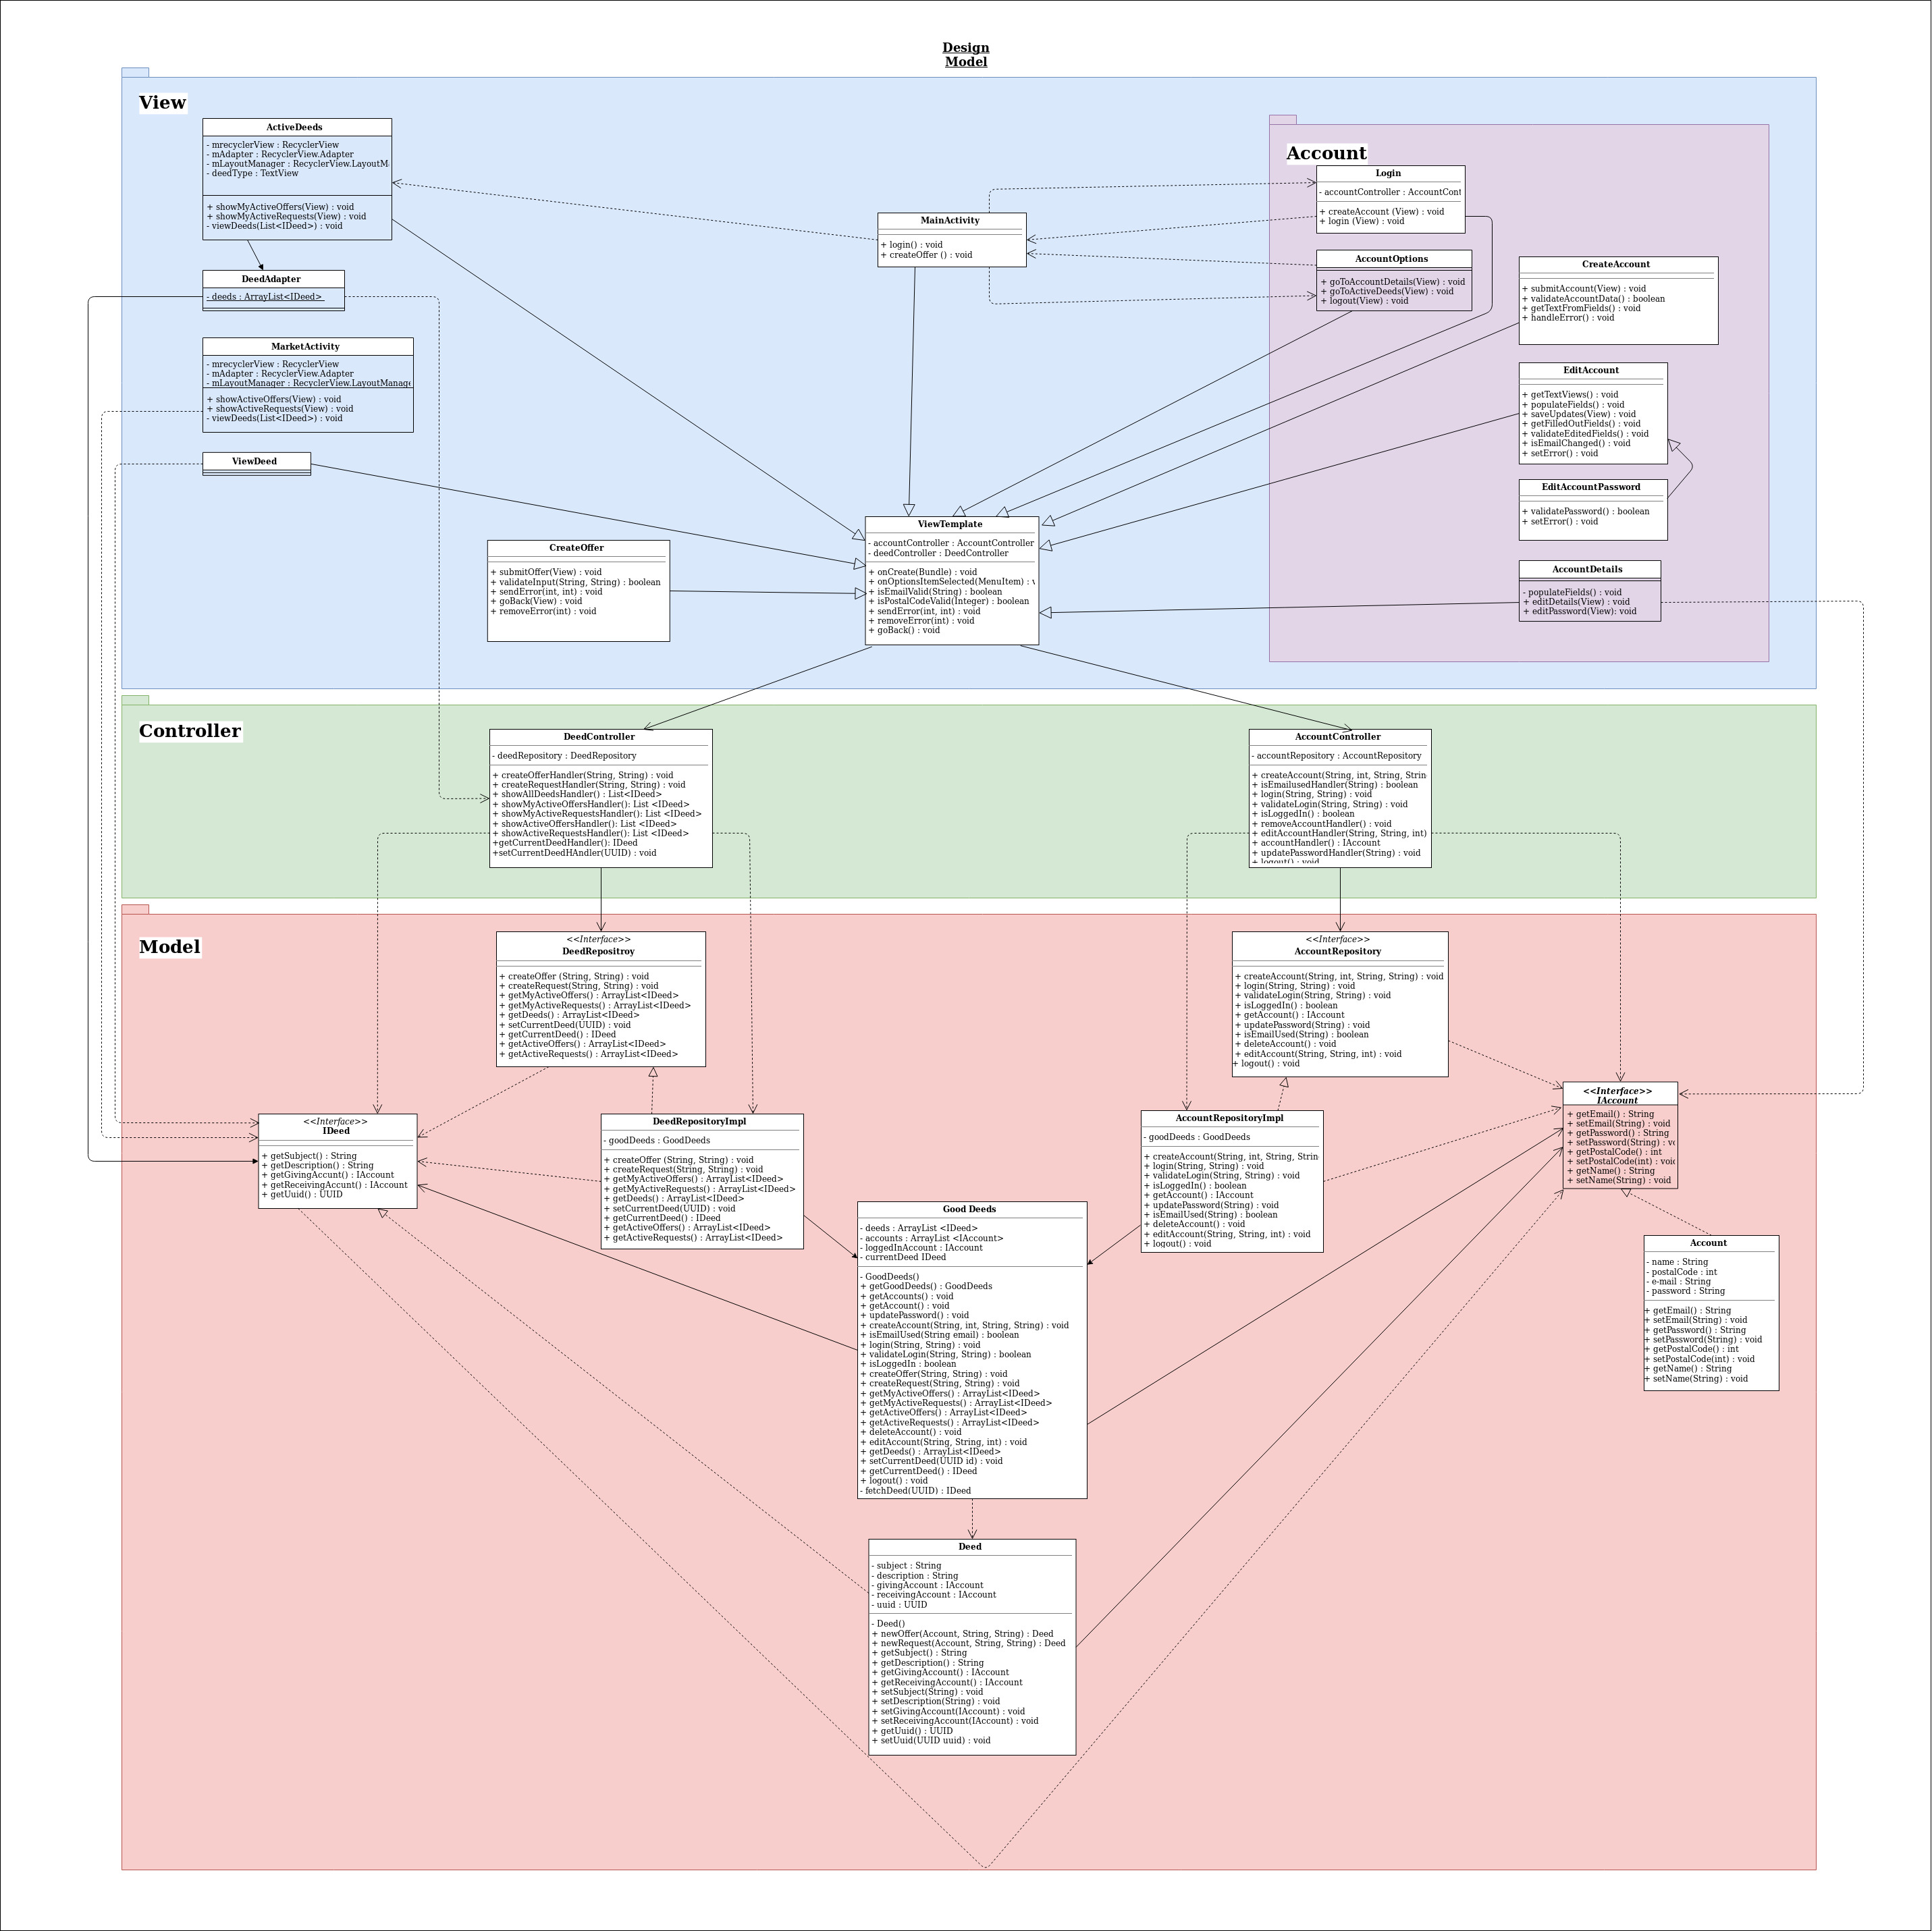 Design
Model
View
ActiveDeeds
- mrecyclerView : RecyclerView
- mAdapter : RecyclerView.Adapter
- mLayoutManager : RecyclerView.LayoutM
- deedType : TextView
+ showMyActiveOffers(View) : void
+ showMyActiveRequests(View) : void
- viewDeeds(List<IDeed>) : void
DeedAdapter
- deeds : ArrayList<IDeed>
MarketActivity
- mrecyclerView : RecyclerView
- mAdapter : RecyclerView.Adapter
- mLayoutManager : RecyclerView.LayoutManage
+ showActiveOffers(View) : void
+ showActiveRequests(View) : void
- viewDeeds(List<IDeed>) : void
ViewDeed
CreateOffer
+ submitOffer(View) : void
+ validateInput(String, String) : boolean
+ sendError(int, int) : void
+ goBack(View) : void
+ removeError(int) : void
MainActivity
+ login() : void
+ createOffer () : void
ViewTemplate
- accountController : AccountController
- deedController : DeedController
+ onCreate(Bundle) : void
+ onOptionsItemSelected(MenuItem) : v
+ isEmailValid(String) : boolean
+ isPostalCodeValid(Integer) : boolean
+ sendError(int, int) : void
+ removeError(int) : void
+ goBack() : void
Account
Login
- accountController : AccountCont
+ createAccount (View) : void
+ login (View) : void
AccountOptions
+ goToAccountDetails(View) : void
+ goToActiveDeeds(View) : void
+ logout(View) : void
CreateAccount
+ submitAccount(View) : void
+ validateAccountData() : boolean
+ getTextFromFields() : void
+ handleError() : void
EditAccount
+ getTextViews() : void
+ populateFields() : void
+ saveUpdates(View) : void
+ getFilledOutFields() : void
+ validateEditedFields() : void
+ isEmailChanged() : void
+ setError() : void
EditAccountPassword
+ validatePassword() : boolean
+ setError() : void
AccountDetails
- populateFields() : void
+ editDetails(View) : void
+ editPassword(View): void
Controller
DeedController
- deedRepository : DeedRepository
+ createOfferHandler(String, String) : void
+ createRequestHandler(String, String) : void
+ showAllDeedsHandler() : List<IDeed>
+ showMyActiveOffersHandler(): List <IDeed>
+ showMyActiveRequestsHandler(): List <IDeed>
+ showActiveOffersHandler(): List <IDeed>
+ showActiveRequestsHandler(): List <IDeed>
+getCurrentDeedHandler(): IDeed
+setCurrentDeedHAndler(UUID) : void
AccountController
- accountRepository : AccountRepository
+ createAccount(String, int, String, Strin
+ isEmailusedHandler(String) : boolean
+ login(String, String) : void
+ validateLogin(String, String) : void
+ isLoggedIn() : boolean
+ removeAccountHandler() : void
+ editAccountHandler(String, String, int)
+ accountHandler() : IAccount
+ updatePasswordHandler(String) : void
+ logout() : void
Model
<<Interface>>
DeedRepositroy
+ createOffer (String, String) : void
+ createRequest(String, String) : void
+ getMyActiveOffers() : ArrayList<IDeed>
+ getMyActiveRequests() : ArrayList<IDeed>
+ getDeeds() : ArrayList<IDeed>
+ setCurrentDeed(UUID) : void
+ getCurrentDeed() : IDeed
+ getActiveOffers() : ArrayList<IDeed>
+ getActiveRequests() : ArrayList<IDeed>
<<Interface>>
AccountRepository
+ createAccount(String, int, String, String) : void
+ login(String, String) : void
+ validateLogin(String, String) : void
+ isLoggedIn() : boolean
+ getAccount() : IAccount
+ updatePassword(String) : void
+ isEmailUsed(String) : boolean
+ deleteAccount() : void
+ editAccount(String, String, int) : void
+ logout() : void
<<Interface>>
IDeed
+ getSubject() : String
+ getDescription() : String
+ getGivingAccunt() : IAccount
+ getReceivingAccunt() : IAccount
+ getUuid() : UUID
DeedRepositoryImpl
- goodDeeds : GoodDeeds
+ createOffer (String, String) : void
+ createRequest(String, String) : void
+ getMyActiveOffers() : ArrayList<IDeed>
+ getMyActiveRequests() : ArrayList<IDeed>
+ getDeeds() : ArrayList<IDeed>
+ setCurrentDeed(UUID) : void
+ getCurrentDeed() : IDeed
+ getActiveOffers() : ArrayList<IDeed>
+ getActiveRequests() : ArrayList<IDeed>
AccountRepositoryImpl
- goodDeeds : GoodDeeds
+ createAccount(String, int, String, Strin
+ login(String, String) : void
+ validateLogin(String, String) : void
+ isLoggedIn() : boolean
+ getAccount() : IAccount
+ updatePassword(String) : void
+ isEmailUsed(String) : boolean
+ deleteAccount() : void
+ editAccount(String, String, int) : void
+ logout() : void
<<Interface>>
IAccount
+ getEmail() : String
+ setEmail(String) : void
+ getPassword() : String
+ setPassword(String) : vo
+ getPostalCode() : int
+ setPostalCode(int) : void
+ getName() : String
+ setName(String) : void
Good Deeds
- deeds : ArrayList <IDeed>
- accounts : ArrayList <IAccount>
- loggedInAccount : IAccount
- currentDeed IDeed
- GoodDeeds()
+ getGoodDeeds() : GoodDeeds
+ getAccounts() : void
+ getAccount() : void
+ updatePassword() : void
+ createAccount(String, int, String, String) : void
+ isEmailUsed(String email) : boolean
+ login(String, String) : void
+ validateLogin(String, String) : boolean
+ isLoggedIn : boolean
+ createOffer(String, String) : void
+ createRequest(String, String) : void
+ getMyActiveOffers() : ArrayList<IDeed>
+ getMyActiveRequests() : ArrayList<IDeed>
+ getActiveOffers() : ArrayList<IDeed>
+ getActiveRequests() : ArrayList<IDeed>
+ deleteAccount() : void
+ editAccount(String, String, int) : void
+ getDeeds() : ArrayList<IDeed>
+ setCurrentDeed(UUID id) : void
+ getCurrentDeed() : IDeed
+ logout() : void
- fetchDeed(UUID) : IDeed
Account
- name : String
- postalCode : int
- e-mail : String
- password : String
+ getEmail() : String
+ setEmail(String) : void
+ getPassword() : String
+ setPassword(String) : void
+ getPostalCode() : int
+ setPostalCode(int) : void
+ getName() : String
+ setName(String) : void
Deed
- subject : String
- description : String
- givingAccount : IAccount
- receivingAccount : IAccount
- uuid : UUID
- Deed()
+ newOffer(Account, String, String) : Deed
+ newRequest(Account, String, String) : Deed
+ getSubject() : String
+ getDescription() : String
+ getGivingAccount() : IAccount
+ getReceivingAccount() : IAccount
+ setSubject(String) : void
+ setDescription(String) : void
+ setGivingAccount(IAccount) : void
+ setReceivingAccount(IAccount) : void
+ getUuid() : UUID
+ setUuid(UUID uuid) : void